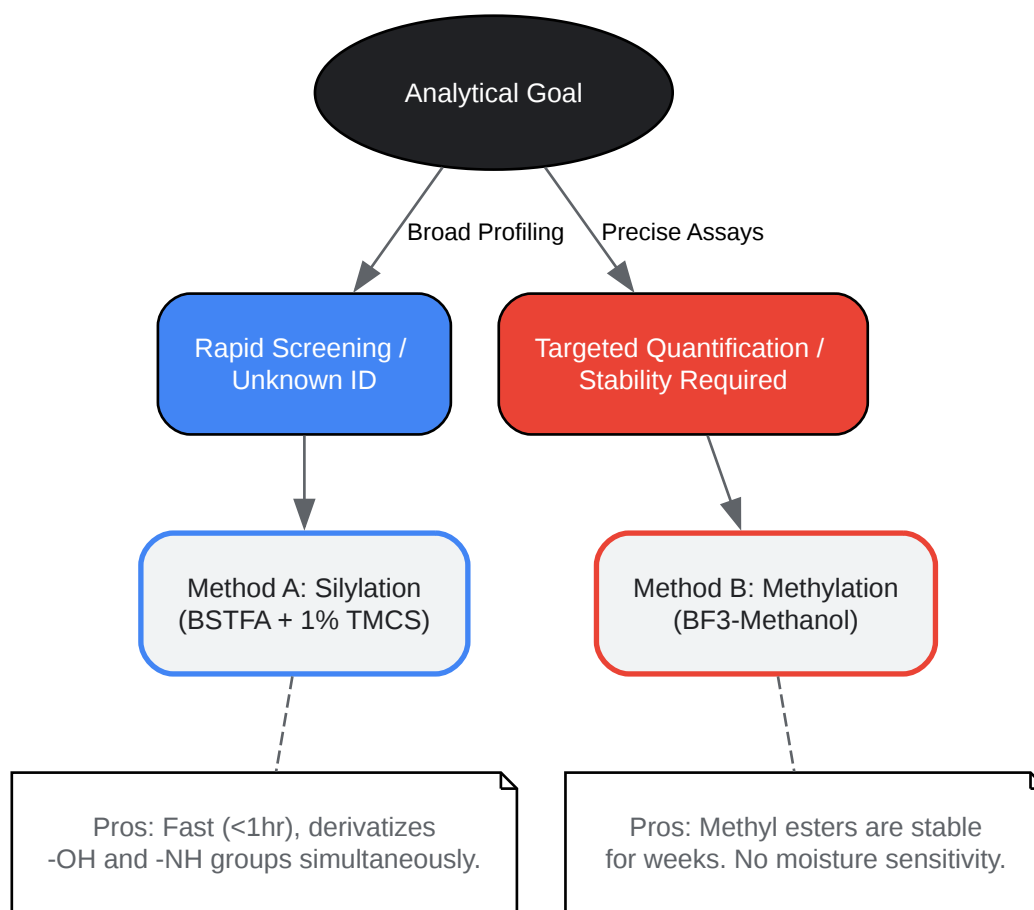 Analytical Goal
Broad Profiling
Precise Assays
Rapid Screening /
Unknown ID
Targeted Quantification /
Stability Required
Method A: Silylation
(BSTFA + 1% TMCS)
Method B: Methylation
(BF3-Methanol)
Pros: Fast (<1hr), derivatizes
-OH and -NH groups simultaneously.
Pros: Methyl esters are stable
for weeks. No moisture sensitivity.